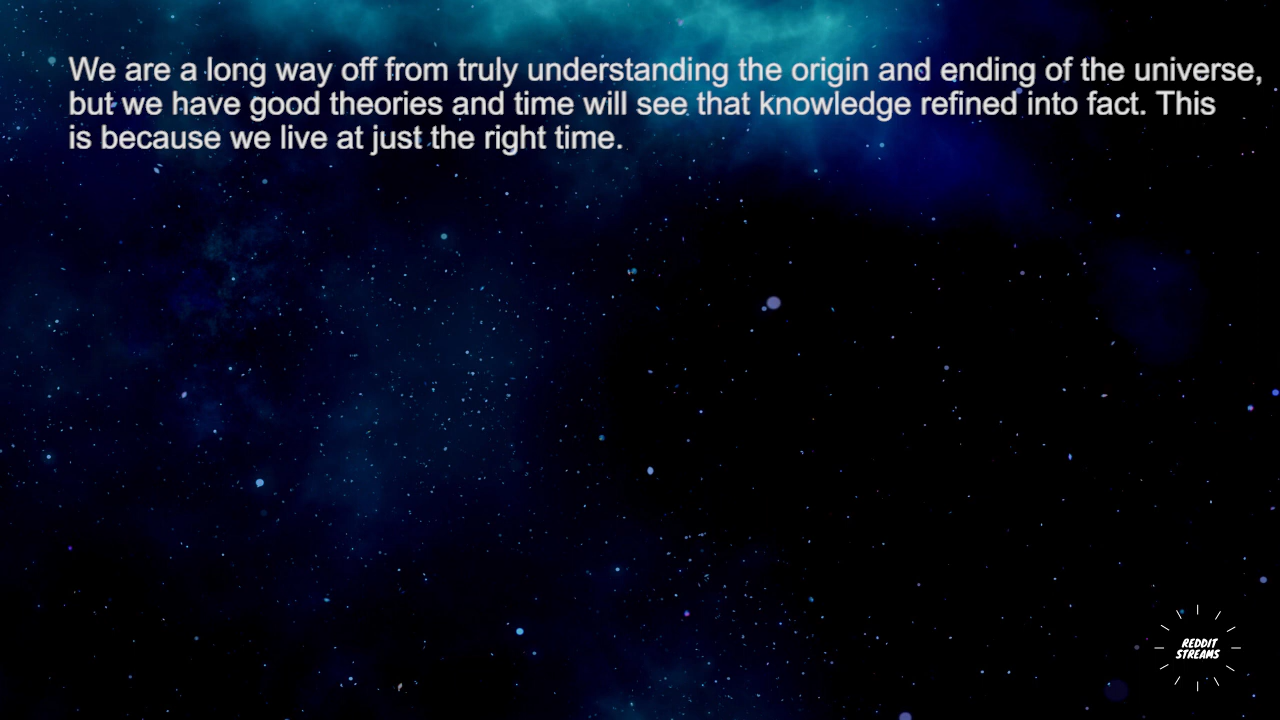 We are a long way off from truly understanding the origin and ending of the universe,
but we have good theories and time will see that knowledge refined into fact. This
is because we live at just the right time.
REDDIT
STREAMS